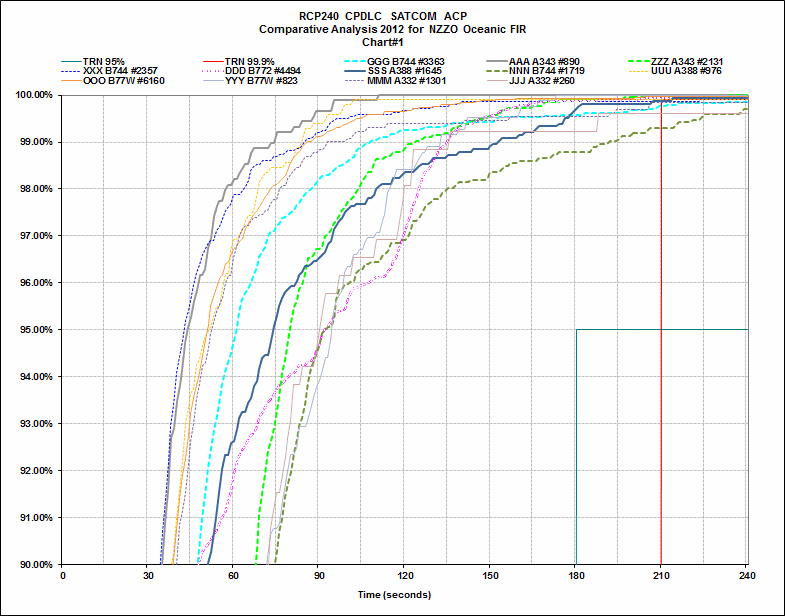 RCP240 CPDLC SATCOM ACP
Comparative Analysis 2012 for NZZO Oceanic FIR
Chart#1
TRN 95% TRN 99.9% GGG B744 #3363 AAA A343 #890 ZZZ A343 #2131
XXX B744 #2357 DDD B772 #4494 SSS A388 #1645 NNN B744 #1719 UUU A388 #976
OOO B77W #6160 YYY B77W #823 MMM A332 #1301 JJJ A332 #260
100.00%
99.00%
98.00%
97.00%
96.00%
95.00%
94.00%
93.00%
92.00%
91.00%
90.00%
0 30 60 90 120 150 180 210 240
Time (seconds)